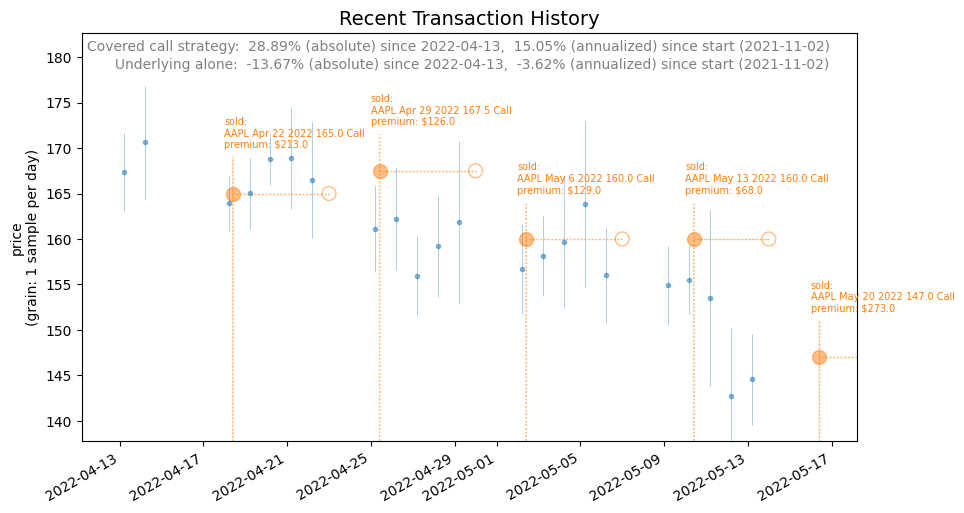 Recent Transaction History
Covered call strategy:  28.89% (absolute) since 2022-04-13,  15.05% (annualized) since start (2021-11-02)
Underlying alone:  -13.67% (absolute) since 2022-04-13,  -3.62% (annualized) since start (2021-11-02)
price
(grain: 1 sample per day)
180
175
170
165
160
155
150
145
140
sold:
AAPL Apr 22 2022 165.0 Call
premium: $213.0
sold:
AAPL Apr 29 2022 167.5 Call
premium: $126.0
sold:
AAPL May 6 2022 160.0 Call
premium: $129.0
sold:
AAPL May 13 2022 160.0 Call
premium: $68.0
sold:
AAPL May 20 2022 147.0 Call
premium: $273.0
2022-04-13
2022-04-17
2022-04-21
2022-04-25
2022-04-29
2022-05-01
2022-05-05
2022-05-09
2022-05-13
2022-05-17